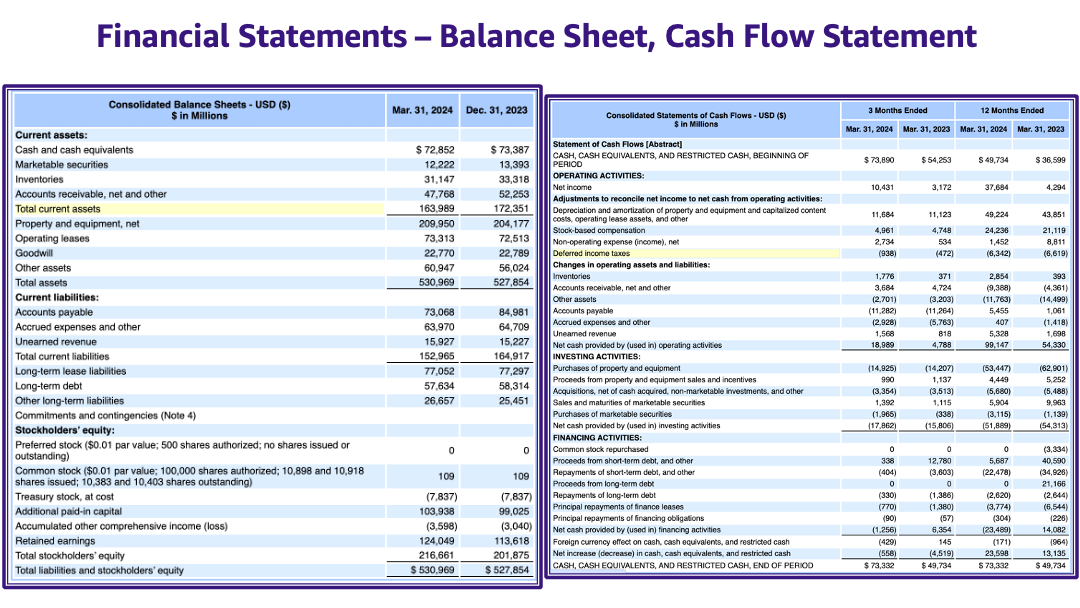 Financial Statements – Balance Sheet, Cash Flow Statement
Consolidated Balance Sheets - USD ($)
$ in Millions
Mar. 31, 2024 Dec. 31, 2023
Current assets:
Cash and cash equivalents $ 72,852 $ 73,387
Marketable securities 12,222 13,393
Inventories 31,147 33,318
Accounts receivable, net and other 47,768 52,253
Total current assets 163,989 172,351
Property and equipment, net 209,950 204,177
Operating leases 73,313 72,513
Goodwill 22,770 22,789
Other assets 60,947 56,024
Total assets 530,969 527,854
Current liabilities:
Accounts payable 73,068 84,981
Accrued expenses and other 63,970 64,709
Unearned revenue 15,927 15,227
Total current liabilities 152,965 164,917
Long-term lease liabilities 77,052 77,297
Long-term debt 57,634 58,314
Other long-term liabilities 26,657 25,451
Commitments and contingencies (Note 4)
Stockholders' equity:
Preferred stock ($0.01 par value; 500 shares authorized; no shares issued or
outstanding) 0 0
Common stock ($0.01 par value; 100,000 shares authorized; 10,898 and 10,918
shares issued; 10,383 and 10,403 shares outstanding) 109 109
Treasury stock, at cost (7,837) (7,837)
Additional paid-in capital 103,938 99,025
Accumulated other comprehensive income (loss) (3,598) (3,040)
Retained earnings 124,049 113,618
Total stockholders' equity 216,661 201,875
Total liabilities and stockholders' equity $ 530,969 $ 527,854
Consolidated Statements of Cash Flows - USD ($)
$ in Millions
3 Months Ended 12 Months Ended
Mar. 31, 2024 Mar. 31, 2023 Mar. 31, 2024 Mar. 31, 2023
Statement of Cash Flows [Abstract]
CASH, CASH EQUIVALENTS, AND RESTRICTED CASH, BEGINNING OF
PERIOD $ 73,890 $ 54,253 $ 49,734 $ 36,599
OPERATING ACTIVITIES:
Net income 10,431 3,172 37,684 4,294
Adjustments to reconcile net income to net cash from operating activities:
Depreciation and amortization of property and equipment and capitalized content
costs, operating lease assets, and other 11,684 11,123 49,224 43,851
Stock-based compensation 4,961 4,748 24,236 21,119
Non-operating expense (income), net 2,734 534 1,452 8,811
Deferred income taxes (938) (472) (6,342) (6,619)
Changes in operating assets and liabilities:
Inventories 1,776 371 2,854 393
Accounts receivable, net and other 3,684 4,724 (9,388) (4,361)
Other assets (2,701) (3,203) (11,763) (14,499)
Accounts payable (11,282) (11,264) 5,455 1,061
Accrued expenses and other (2,928) (5,763) 407 (1,418)
Unearned revenue 1,568 818 5,328 1,698
Net cash provided by (used in) operating activities 18,989 4,788 99,147 54,330
INVESTING ACTIVITIES:
Purchases of property and equipment (14,925) (14,207) (53,447) (62,901)
Proceeds from property and equipment sales and incentives 990 1,137 4,449 5,252
Acquisitions, net of cash acquired, non-marketable investments, and other (3,354) (3,513) (5,680) (5,488)
Sales and maturities of marketable securities 1,392 1,115 5,904 9,963
Purchases of marketable securities (1,965) (338) (3,115) (1,139)
Net cash provided by (used in) investing activities (17,862) (15,806) (51,889) (54,313)
FINANCING ACTIVITIES:
Common stock repurchased 0 0 0 (3,334)
Proceeds from short-term debt, and other 338 12,780 5,687 40,590
Repayments of short-term debt, and other (404) (3,603) (22,478) (34,926)
Proceeds from long-term debt 0 0 0 21,166
Repayments of long-term debt (330) (1,386) (2,620) (2,644)
Principal repayments of finance leases (770) (1,380) (3,774) (6,544)
Principal repayments of financing obligations (90) (57) (304) (226)
Net cash provided by (used in) financing activities (1,256) 6,354 (23,489) 14,082
Foreign currency effect on cash, cash equivalents, and restricted cash (429) 145 (171) (964)
Net increase (decrease) in cash, cash equivalents, and restricted cash (558) (4,519) 23,598 13,135
CASH, CASH EQUIVALENTS, AND RESTRICTED CASH, END OF PERIOD $ 73,332 $ 49,734 $ 73,332 $ 49,734